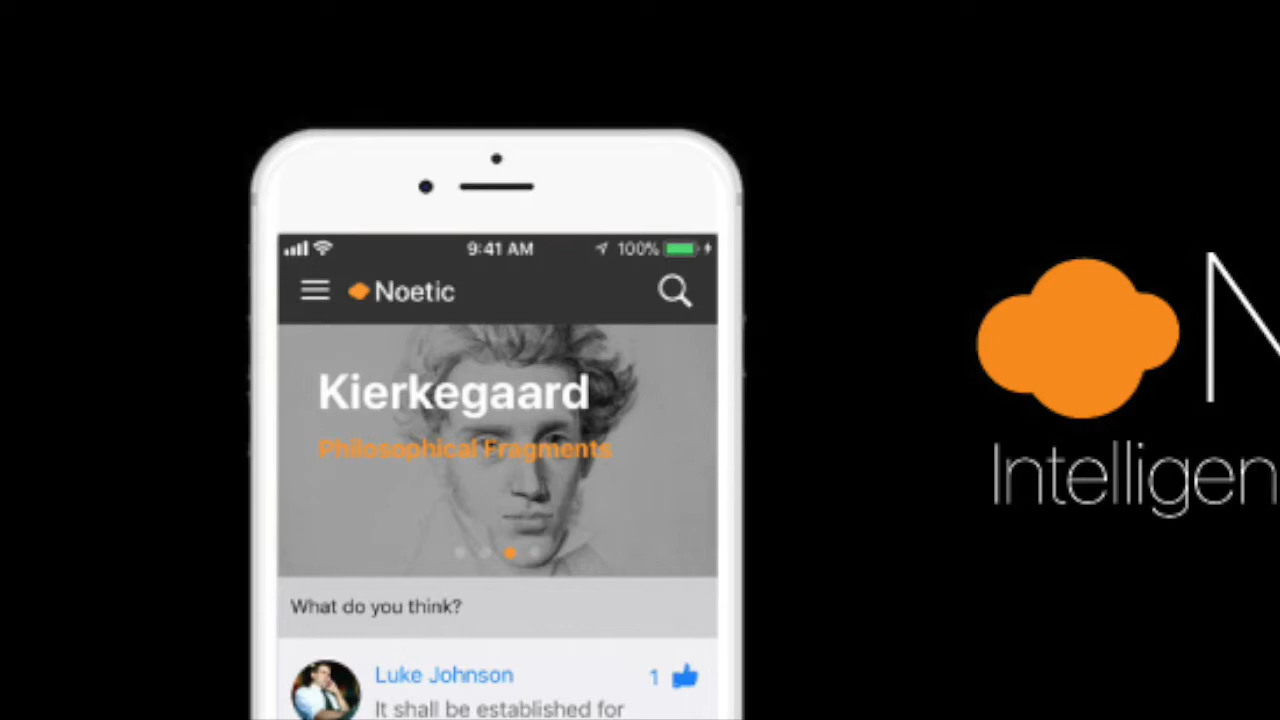 9:41 AM
100%
Noetic
Kierkegaard
Philosophical Fragments
What do you think?
Luke Johnson
1
It shall be established for
N
Intelligen